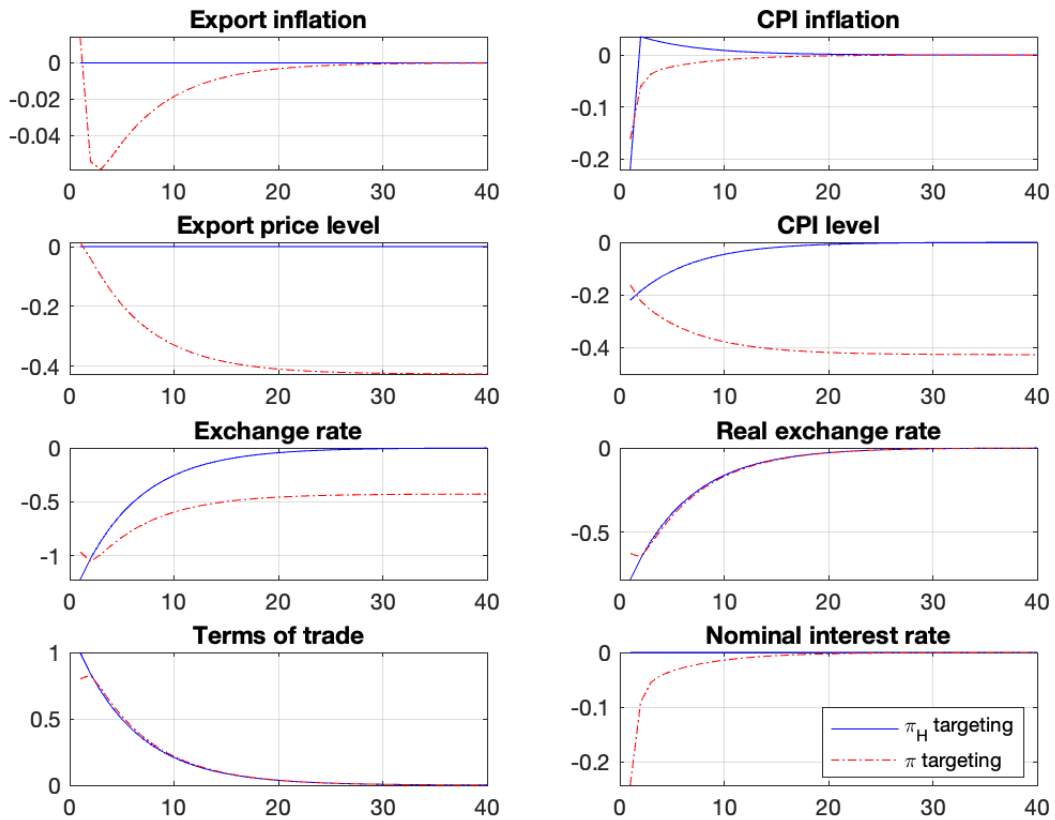 Export inflation
0
-0.02
-0.04
0 10 20 30 40
CPI inflation
0
-0.1
-0.2
0 10 20 30 40
Export price level
0
-0.2
-0.4
0 10 20 30 40
CPI level
0
-0.2
-0.4
0 10 20 30 40
Exchange rate
0
-0.5
-1
0 10 20 30 40
Real exchange rate
0
-0.5
0 10 20 30 40
Terms of trade
1
0.5
0
0 10 20 30 40
Nominal interest rate
0
-0.1
-0.2
0 10 20 30 40
π_H targeting
π targeting